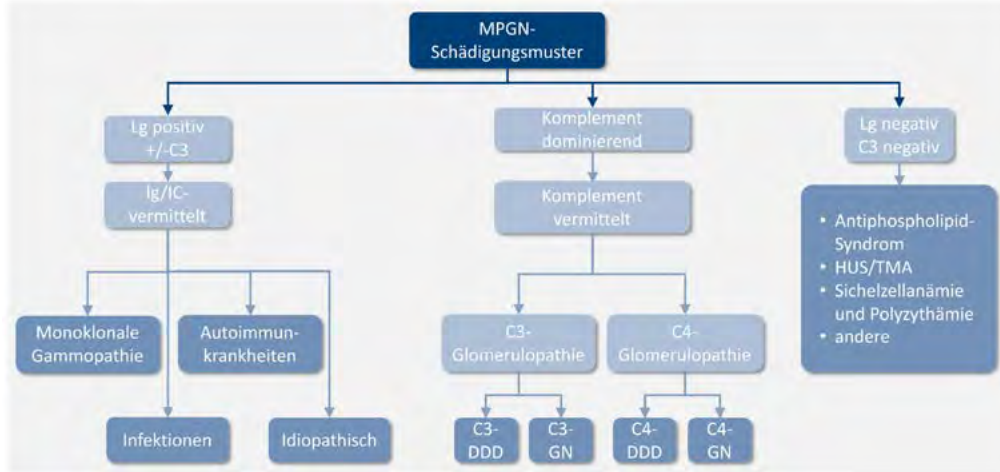 MPGN-
Schädigungsmuster
Lg positiv
+/-C3
Komplement
dominierend
Lg negativ
C3 negativ
Ig/IC-
vermittelt
Komplement
vermittelt
• Antiphospholipid-
Syndrom
• HUS/TMA
• Sichelzellanämie
und Polyzythämie
• andere
Monoklonale
Gammopathie
Autoimmun-
krankheiten
C3-
Glomerulopathie
C4-
Glomerulopathie
Infektionen
Idiopathisch
C3-
DDD
C3-
GN
C4-
DDD
C4-
GN